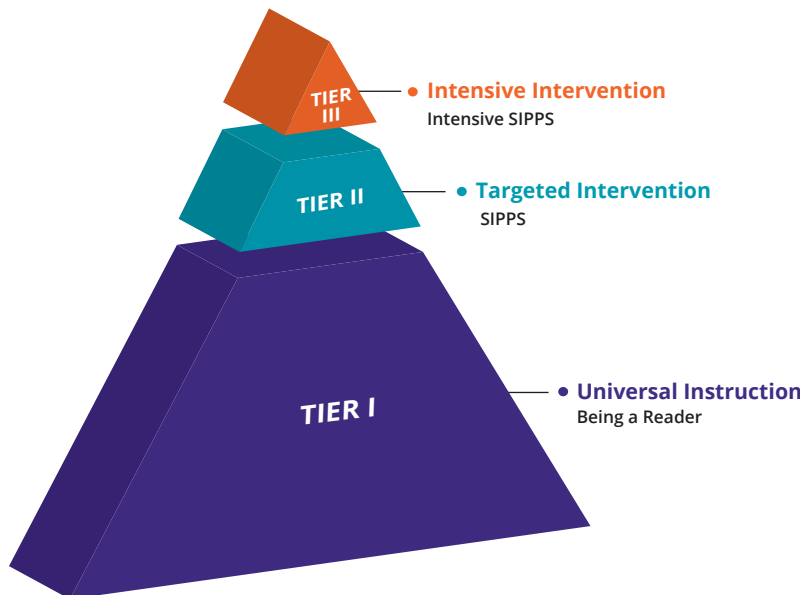 TIER
III
Intensive Intervention
Intensive SIPPS
TIER II
Targeted Intervention
SIPPS
TIER I
Universal Instruction
Being a Reader